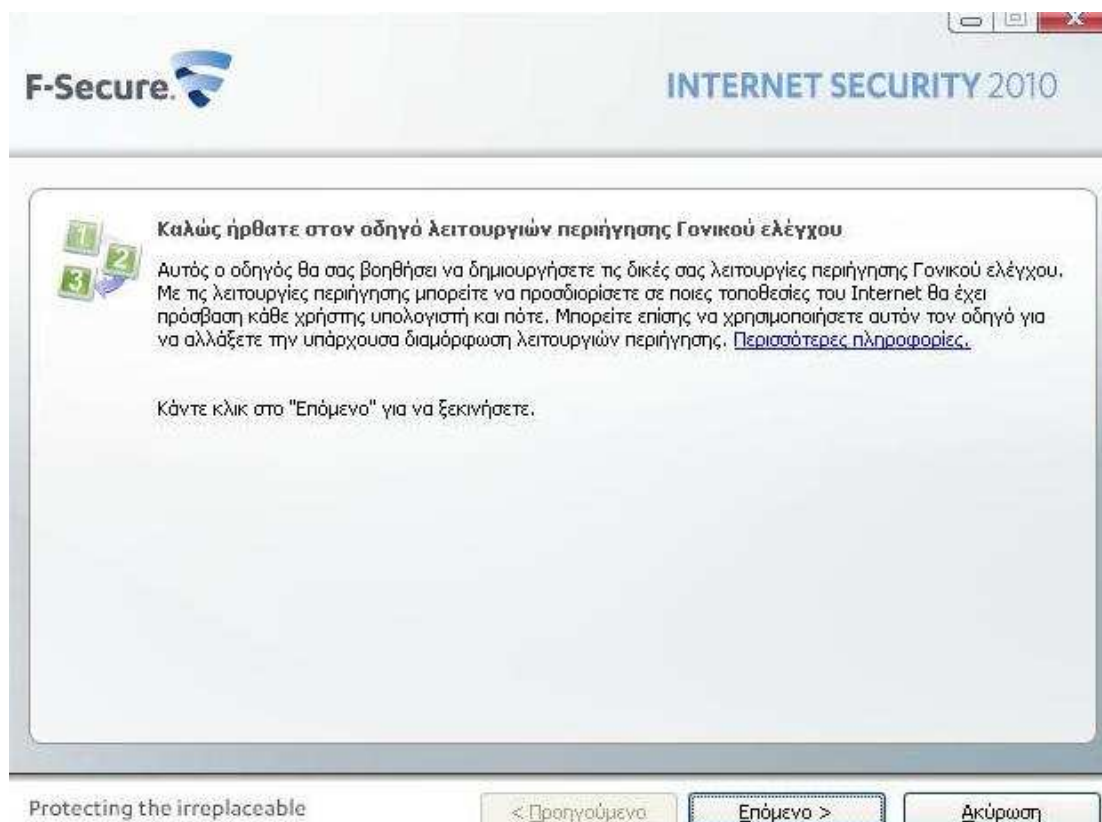 F-Secure.
INTERNET SECURITY 2010
1
2
3
Καλώς ήρθατε στον οδηγό λειτουργιών περιήγησης Γονικού ελέγχου
Αυτός ο οδηγός θα σας βοηθήσει να δημιουργήσετε τις δικές σας λειτουργίες περιήγησης Γονικού ελέγχου.
Με τις λειτουργίες περιήγησης μπορείτε να προσδιορίσετε σε ποιες τοποθεσίες του Internet θα έχει
πρόσβαση κάθε χρήστης υπολογιστή και πότε. Μπορείτε επίσης να χρησιμοποιήσετε αυτόν τον οδηγό για
να αλλάξετε την υπάρχουσα διαμόρφωση λειτουργιών περιήγησης. Περισσότερες πληροφορίες.
Κάντε κλικ στο "Επόμενο" για να ξεκινήσετε.
Protecting the irreplaceable
< Προηγούμενο
Επόμενο >
Ακύρωση